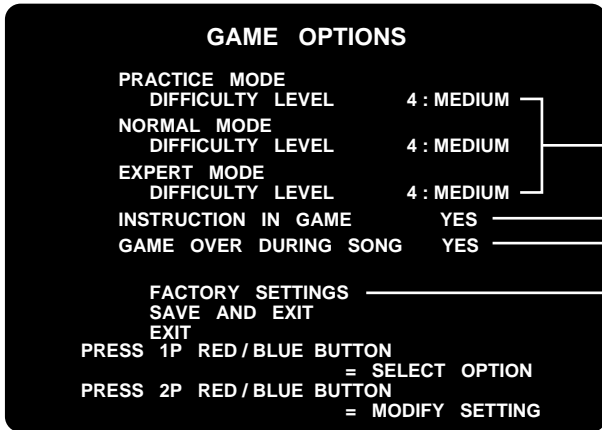 GAME OPTIONS
PRACTICE MODE
DIFFICULTY LEVEL 4 : MEDIUM
NORMAL MODE
DIFFICULTY LEVEL 4 : MEDIUM
EXPERT MODE
DIFFICULTY LEVEL 4 : MEDIUM
INSTRUCTION IN GAME YES
GAME OVER DURING SONG YES
FACTORY SETTINGS
SAVE AND EXIT
EXIT
PRESS 1P RED / BLUE BUTTON
= SELECT OPTION
PRESS 2P RED / BLUE BUTTON
= MODIFY SETTING